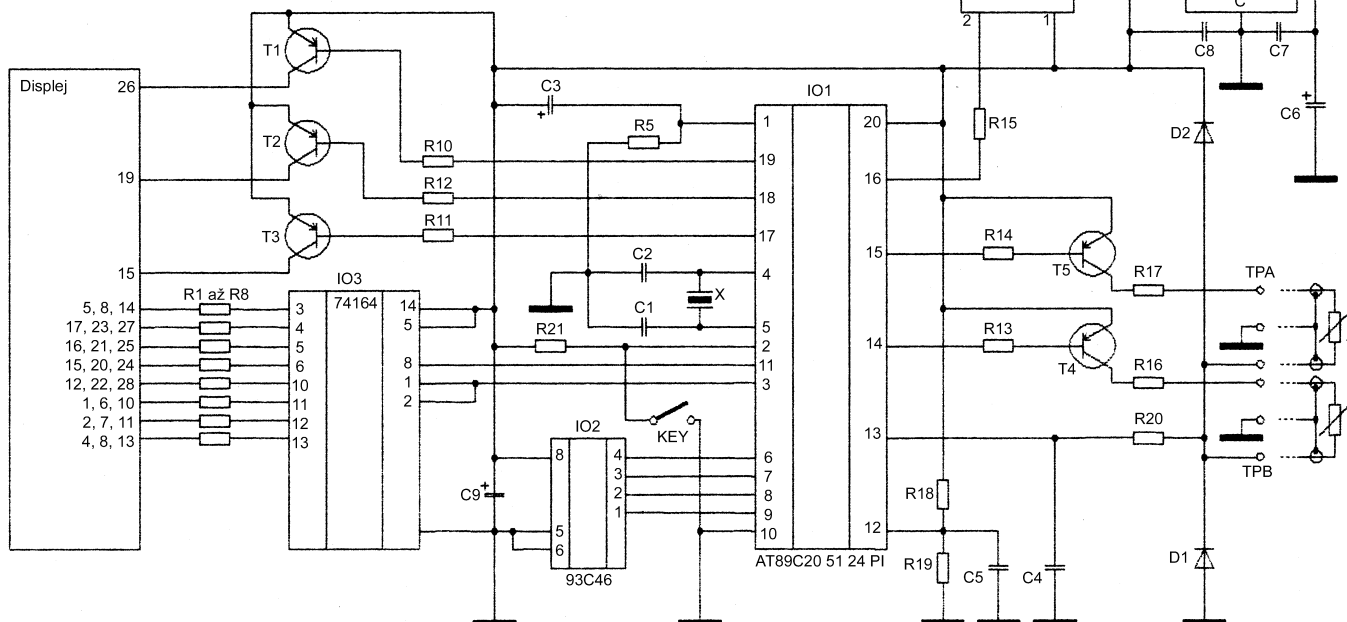 2
1
C
C8
C7
T1
Displej
26
C3
IO1
C6
+
+
R5
1
20
R15
D2
T2
R10
19
19
R12
18
16
R11
17
T3
15
C2
4
15
R14
T5
R17
TPA
IO3
R1 až R8
74164
X
5, 8, 14
3
14
C1
17, 23, 27
4
5
R21
5
R13
16, 21, 25
5
2
14
T4
15, 20, 24
6
8
11
R16
12, 22, 28
10
1
3
1, 6, 10
11
2
2, 7, 11
12
KEY
R20
4, 8, 13
13
IO2
13
8
4
6
TPB
3
7
C9
+
2
8
R18
1
9
5
10
12
6
AT89C20 51 24 PI
R19
C5
C4
D1
93C46